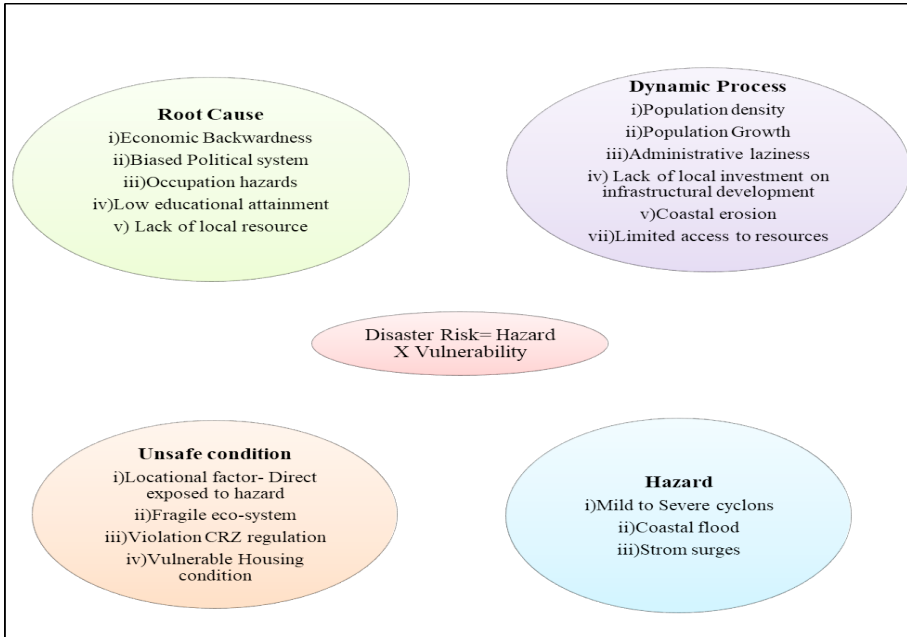 Root Cause
i)Economic Backwardness
ii)Biased Political system
iii)Occupation hazards
iv)Low educational attainment
v) Lack of local resource
Dynamic Process
i)Population density
ii)Population Growth
iii)Administrative laziness
iv) Lack of local investment on
infrastructural development
v)Coastal erosion
vii)Limited access to resources
Disaster Risk= Hazard
X Vulnerability
Unsafe condition
i)Locational factor- Direct
exposed to hazard
ii)Fragile eco-system
iii)Violation CRZ regulation
iv)Vulnerable Housing
condition
Hazard
i)Mild to Severe cyclons
ii)Coastal flood
iii)Strom surges